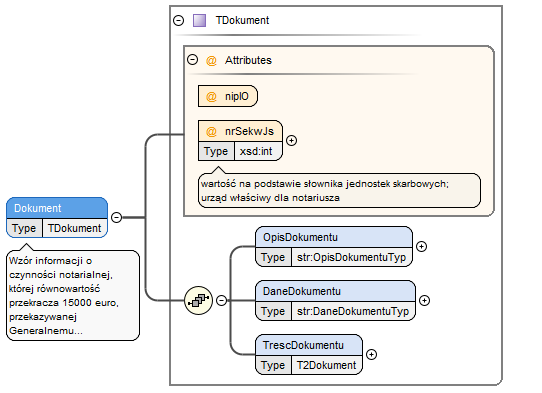 TDokument
@ Attributes
@ nipIO
@ nrSekwJs
Type xsd:int
wartość na podstawie słownika jednostek skarbowych;
urząd właściwy dla notariusza
Dokument
Type TDokument
Wzór informacji o
czynności notarialnej,
której równowartość
przekracza 15000 euro,
przekazywanej
Generalnemu...
OpisDokumentu
Type str:OpisDokumentuTyp
DaneDokumentu
Type str:DaneDokumentuTyp
TrescDokumentu
Type T2Dokument